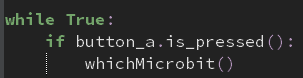 while True:
    if button_a.is_pressed():
        whichMicrobit()